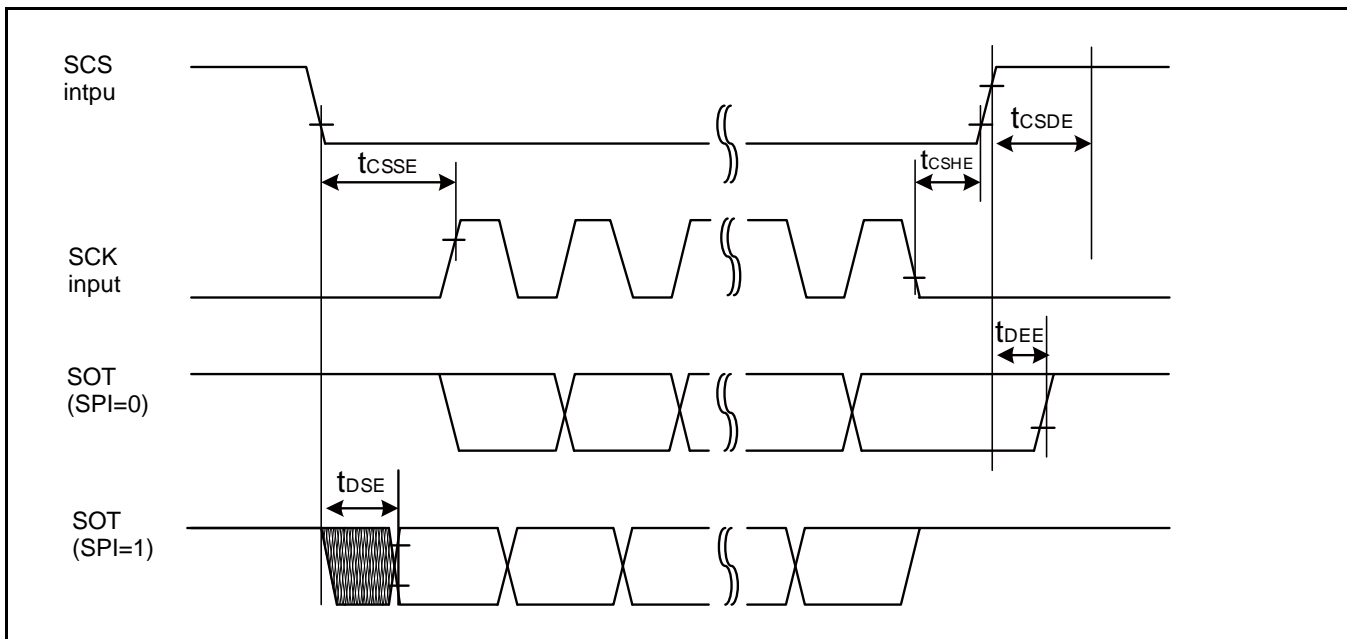 SCS
intpu
tCSDE
tCSSE
tCSHE
SCK
input
tDEE
SOT
(SPI=0)
tDSE
SOT
(SPI=1)